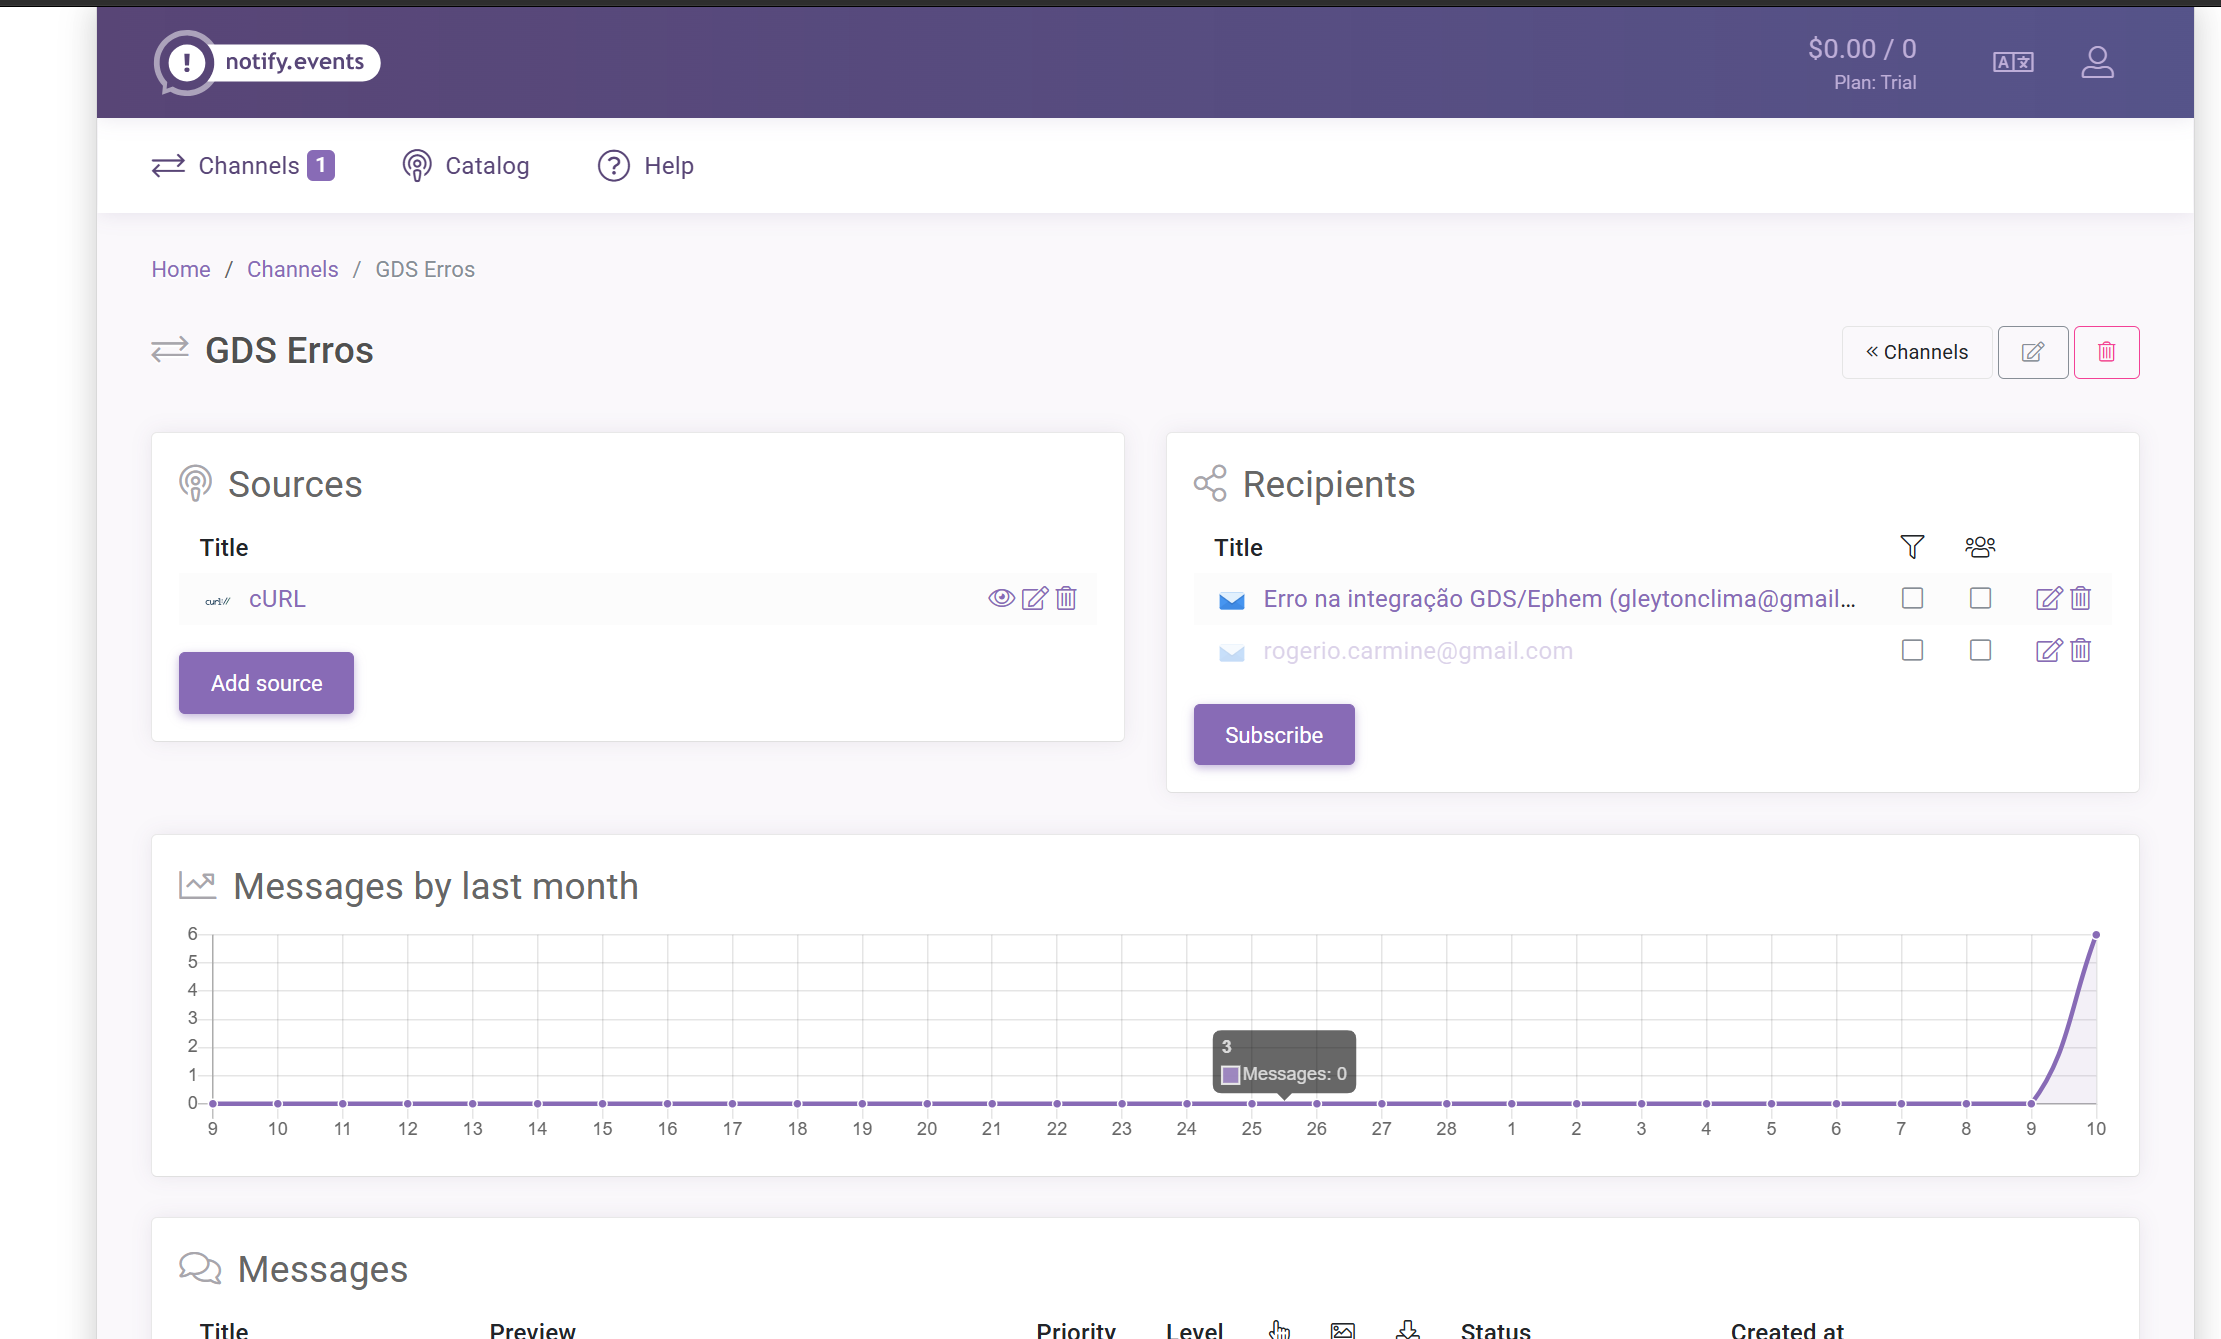 notify.events
$0.00 / 0
Plan: Trial
Channels 1
Catalog
Help
Home / Channels / GDS Erros
GDS Erros
« Channels
Sources
Title
curl:// cURL
Add source
Recipients
Title
Erro na integração GDS/Ephem (gleytonclima@gmail...
rogerio.carmine@gmail.com
Subscribe
Messages by last month
6
5
4
3
2
1
0
3
Messages: 0
9 10 11 12 13 14 15 16 17 18 19 20 21 22 23 24 25 26 27 28 1 2 3 4 5 6 7 8 9 10
Messages
Title Preview Priority Level Status Created at